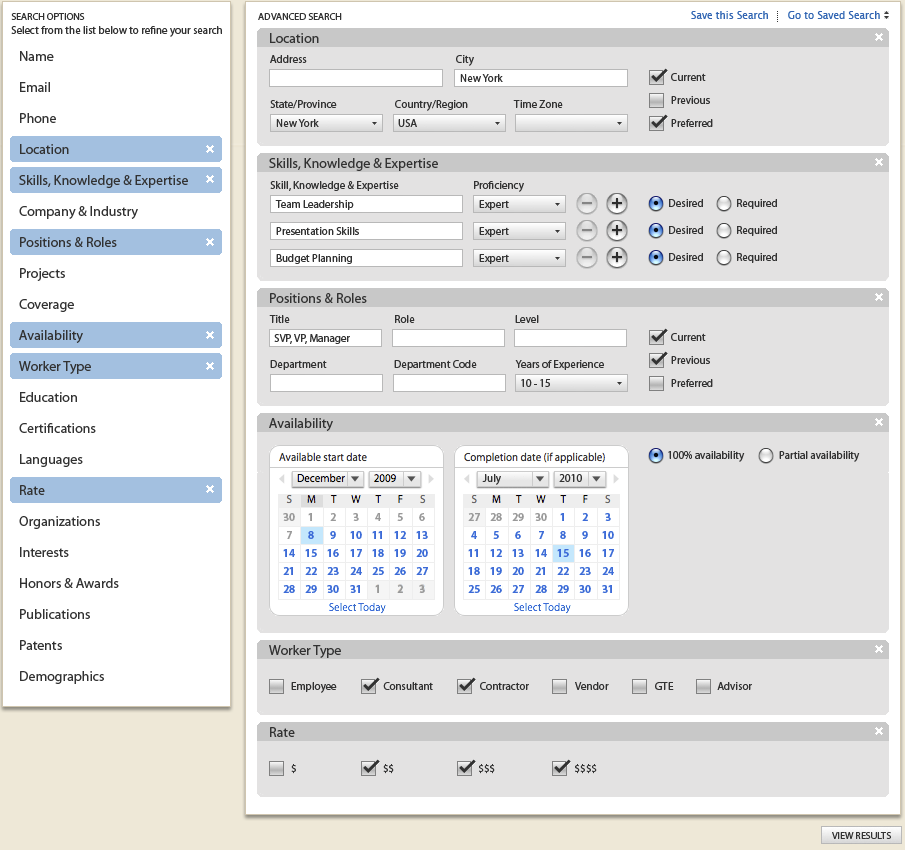 SEARCH OPTIONS
Select from the list below to refine your search
Name
Email
Phone
Location
Skills, Knowledge & Expertise
Company & Industry
Positions & Roles
Projects
Coverage
Availability
Worker Type
Education
Certifications
Languages
Rate
Organizations
Interests
Honors & Awards
Publications
Patents
Demographics
ADVANCED SEARCH Save this Search Go to Saved Search
Location
Address City
New York Current
Previous
State/Province Country/Region Time Zone
New York USA Preferred
Skills, Knowledge & Expertise
Skill, Knowledge & Expertise Proficiency
Team Leadership Expert Desired Required
Presentation Skills Expert Desired Required
Budget Planning Expert Desired Required
Positions & Roles
Title Role Level
SVP, VP, Manager Current
Department Department Code Years of Experience Previous
10 - 15 Preferred
Availability
Available start date Completion date (if applicable) 100% availability Partial availability
December 2009 July 2010
S M T W T F S S M T W T F S
30 1 2 3 4 5 6 27 28 29 30 1 2 3
7 8 9 10 11 12 13 4 5 6 7 8 9 10
14 15 16 17 18 19 20 11 12 13 14 15 16 17
21 22 23 24 25 26 27 18 19 20 21 22 23 24
28 29 30 31 1 2 3 25 26 27 28 29 30 31
Select Today Select Today
Worker Type
Employee Consultant Contractor Vendor GTE Advisor
Rate
$ $$ $$$ $$$$
VIEW RESULTS